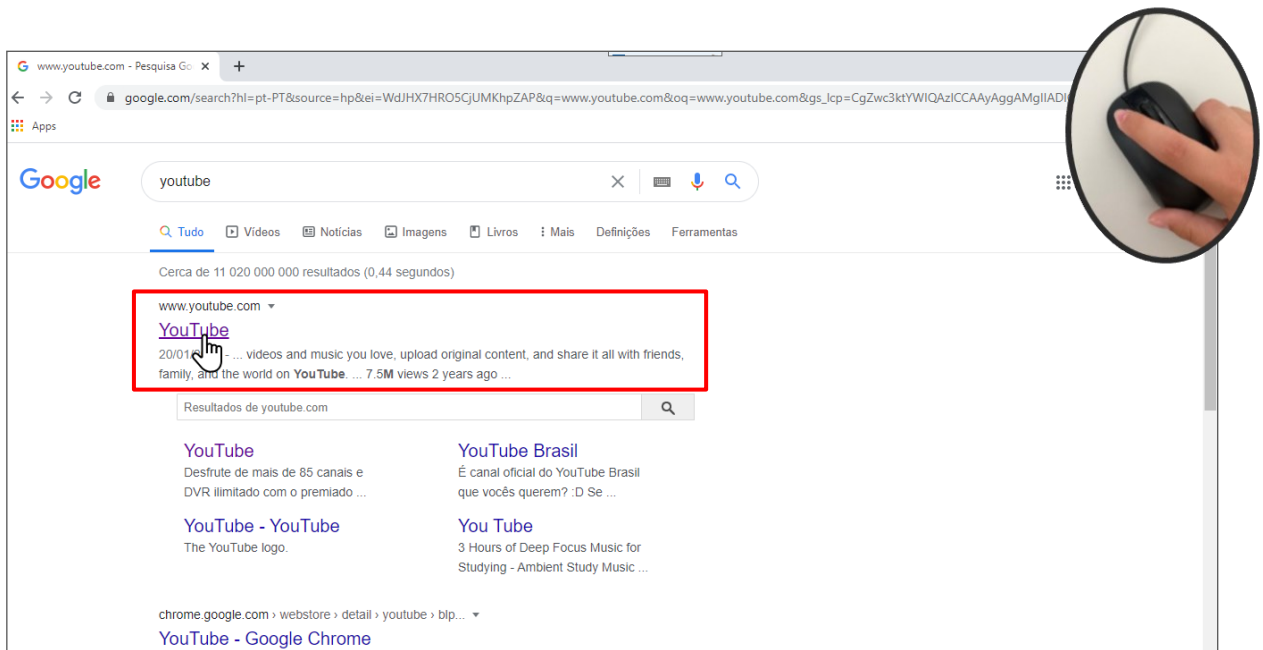 www.youtube.com - Pesquisa Go
google.com/search?hl=pt-PT&source=hp&ei=WdJHX7HRO5CjUMKhpZAP&q=www.youtube.com&oq=www.youtube.com&gs_lcp=CgZwc3ktYWIQAzICCAAyAggAMgIIADI
Apps
Google
youtube
Tudo Vídeos Notícias Imagens Livros Mais Definições Ferramentas
Cerca de 11 020 000 000 resultados (0,44 segundos)
www.youtube.com
YouTube
20/01/ - ... videos and music you love, upload original content, and share it all with friends,
family, and the world on YouTube. ... 7.5M views 2 years ago ...
Resultados de youtube.com
YouTube
Desfrute de mais de 85 canais e
DVR ilimitado com o premiado ...
YouTube Brasil
É canal oficial do YouTube Brasil
que vocês querem? :D Se ...
YouTube - YouTube
The YouTube logo.
You Tube
3 Hours of Deep Focus Music for
Studying - Ambient Study Music ...
chrome.google.com › webstore › detail › youtube › blp...
YouTube - Google Chrome